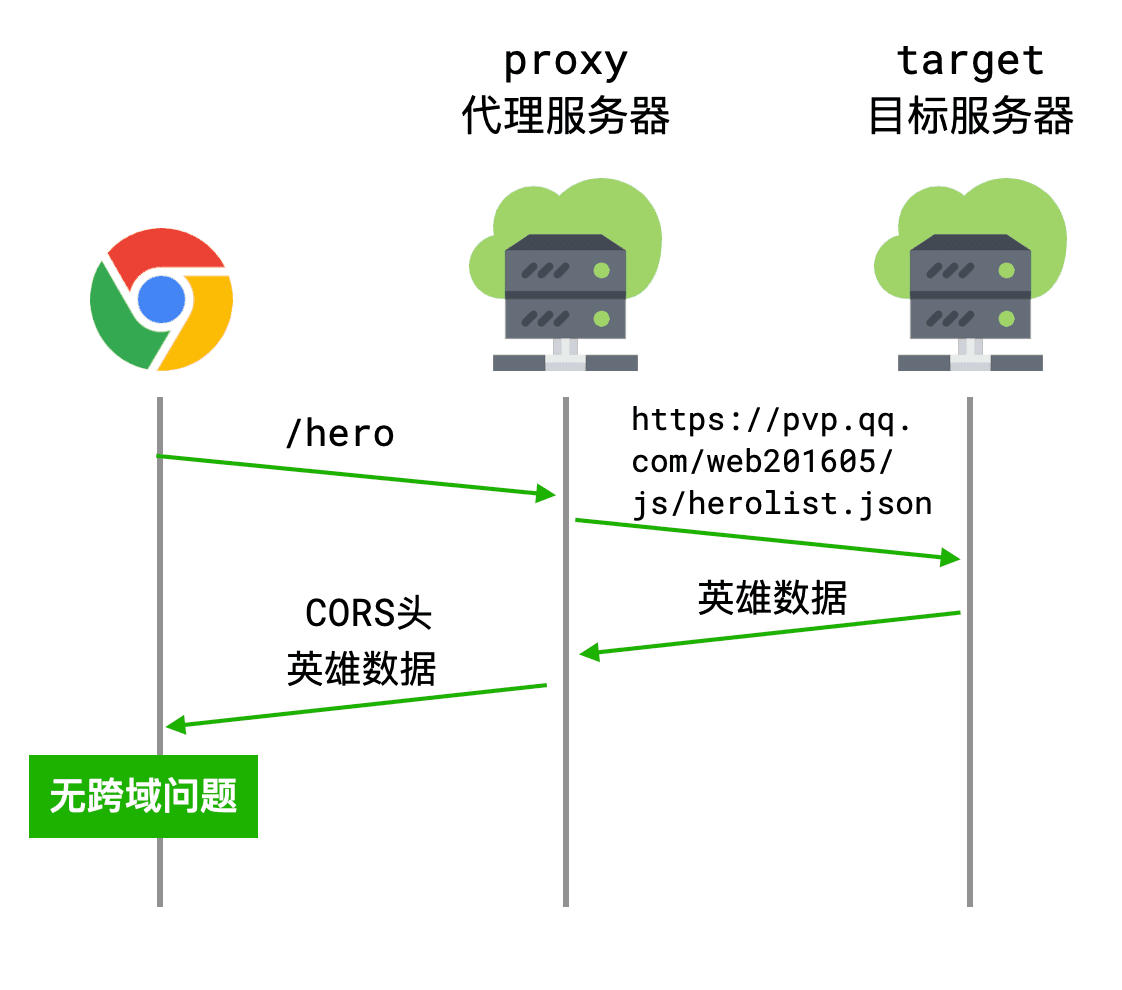 proxy
代理服务器
target
目标服务器
/hero
https://pvp.qq.
com/web201605/
js/herolist.json
英雄数据
CORS头
英雄数据
无跨域问题